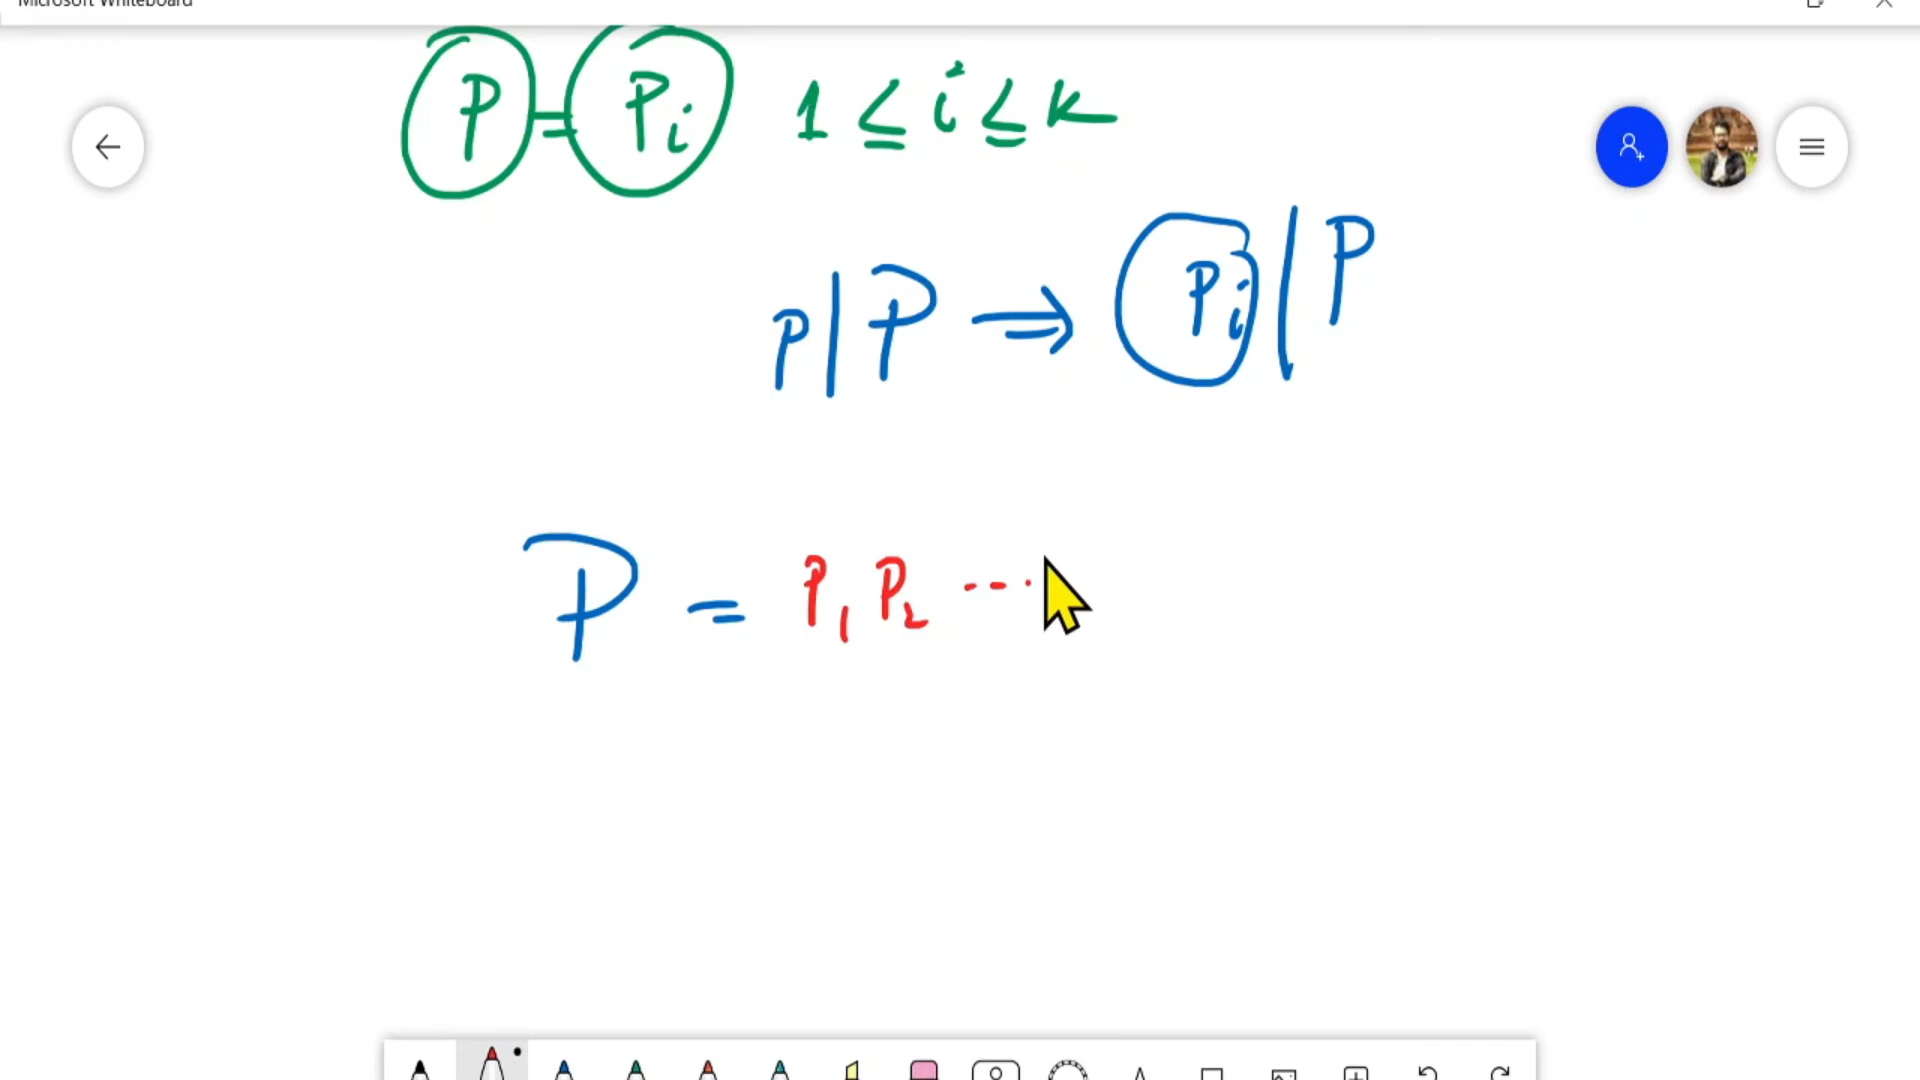 Microsoft Whiteboard
P = Pi 1 ≤ i ≤ k
p | P ⇒ Pi | P
P = P1 P2 ---·